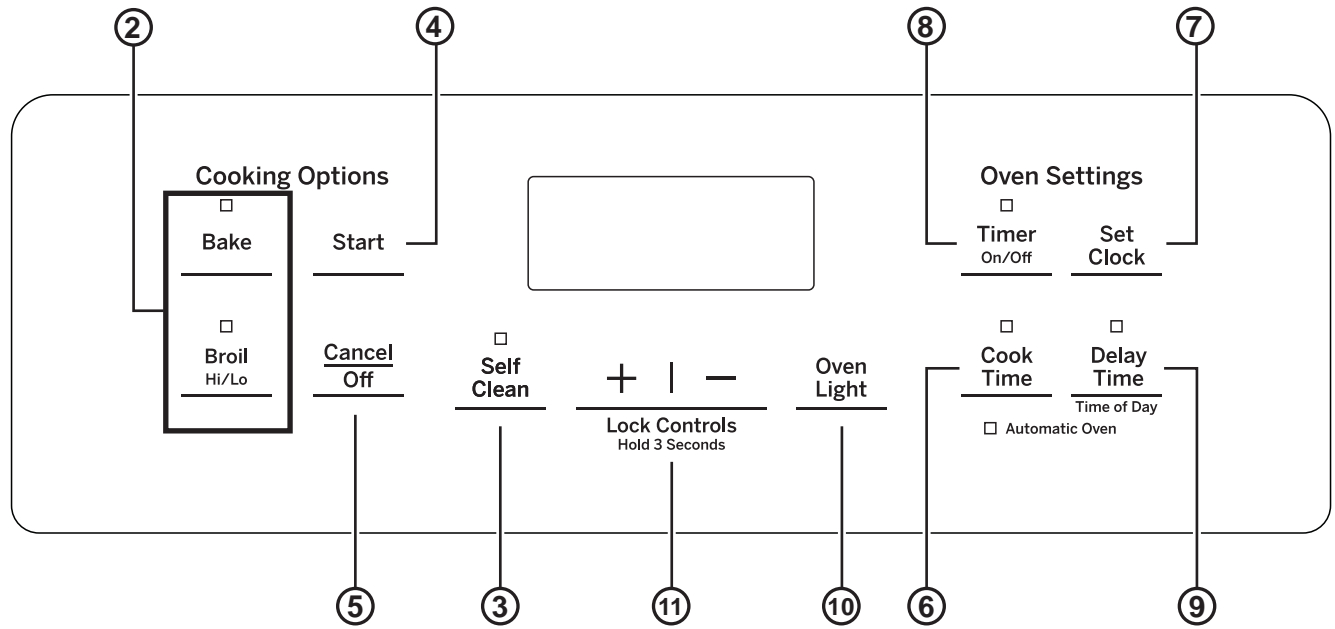 2
4
8
7
Cooking Options
Oven Settings
Bake
Start
Timer
On/Off
Set
Clock
Broil
Hi/Lo
Cancel
Off
Self
Clean
+ | −
Lock Controls
Hold 3 Seconds
Oven
Light
Cook
Time
Delay
Time
Time of Day
Automatic Oven
5
3
11
10
6
9